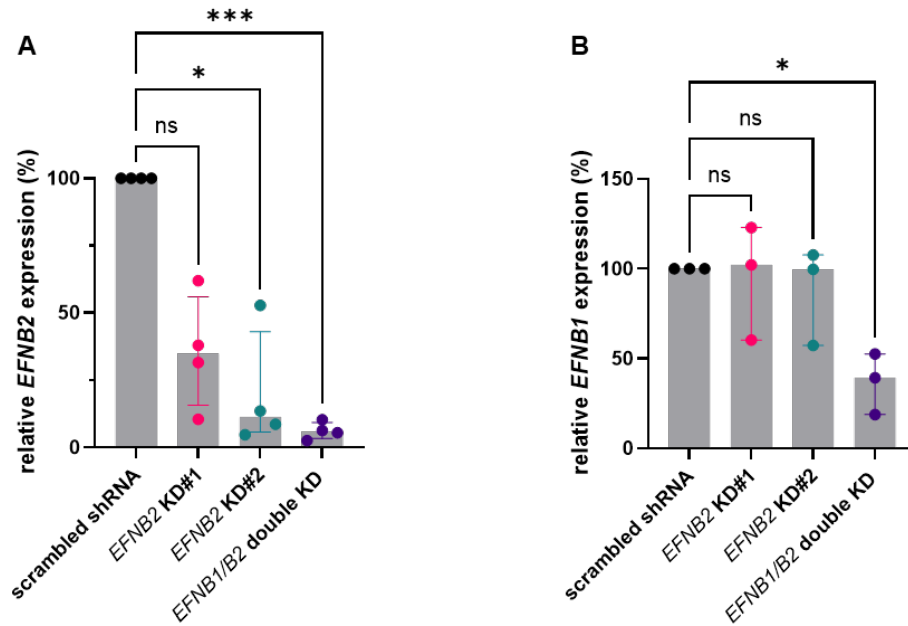 A
***
*
ns
relative EFNB2 expression (%)
100
50
0
scrambled shRNA
EFNB2 KD#1
EFNB2 KD#2
EFNB1/B2 double KD
B
*
ns
ns
relative EFNB1 expression (%)
150
100
50
0
scrambled shRNA
EFNB2 KD#1
EFNB2 KD#2
EFNB1/B2 double KD